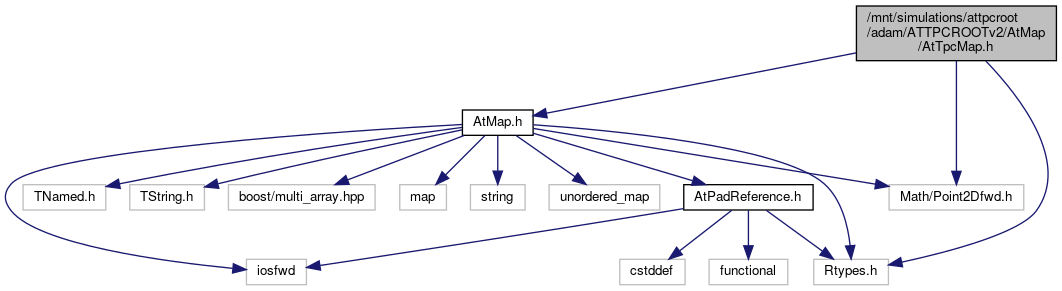 /mnt/simulations/attpcroot
/adam/ATTPCROOTv2/AtMap
/AtTpcMap.h
AtMap.h
TNamed.h
TString.h
boost/multi_array.hpp
map
string
unordered_map
AtPadReference.h
Math/Point2Dfwd.h
iosfwd
cstddef
functional
Rtypes.h